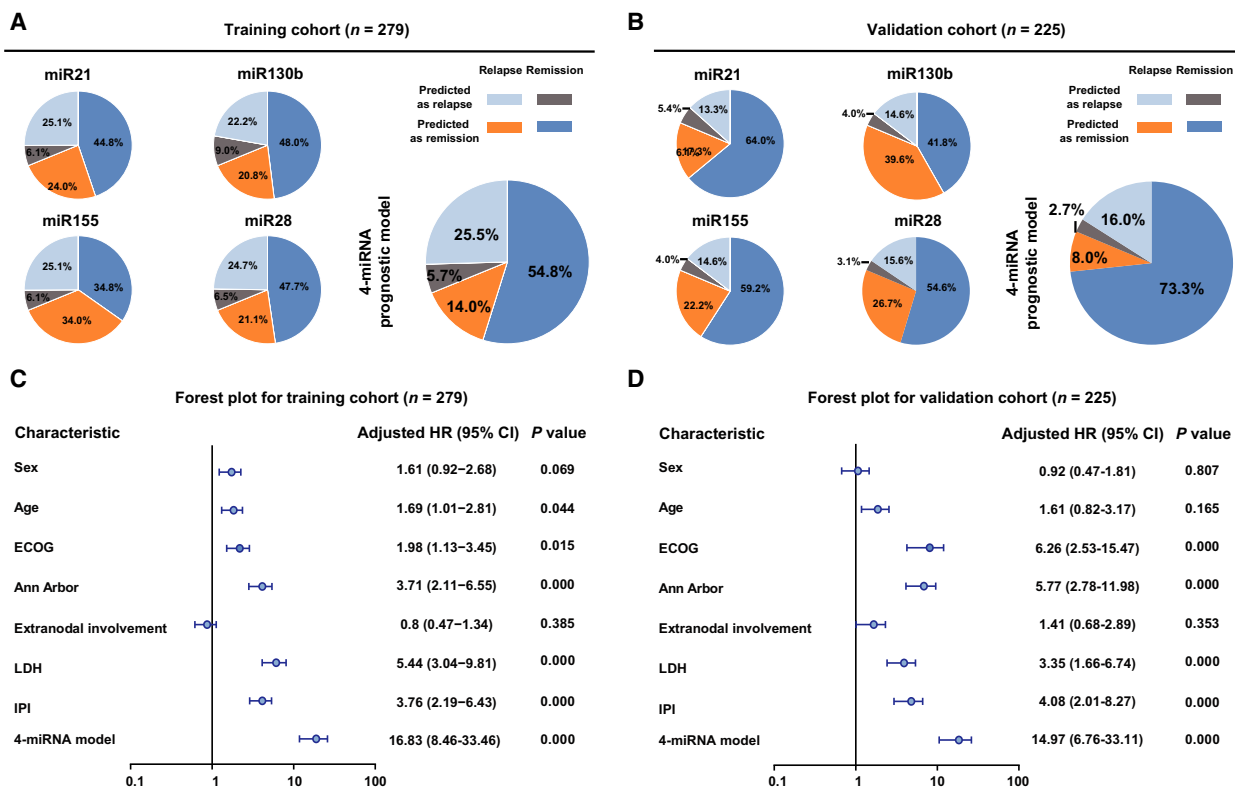 A
Training cohort (n = 279)
miR21
miR130b
Relapse Remission
Predicted
as relapse
Predicted
as remission
25.1%
44.8%
6.1%
24.0%
22.2%
48.0%
9.0%
20.8%
miR155
miR28
25.1%
34.8%
6.1%
34.0%
24.7%
47.7%
6.5%
21.1%
4-miRNA
prognostic model
25.5%
54.8%
5.7%
14.0%
B
Validation cohort (n = 225)
miR21
miR130b
Relapse Remission
Predicted
as relapse
Predicted
as remission
5.4%
13.3%
64.0%
4.0%
14.6%
41.8%
39.6%
miR155
miR28
4.0%
14.6%
59.2%
22.2%
3.1%
15.6%
54.6%
26.7%
4-miRNA
prognostic model
2.7%
16.0%
8.0%
73.3%
C
Forest plot for training cohort (n = 279)
Characteristic Adjusted HR (95% CI) P value
Sex 1.61 (0.92−2.68) 0.069
Age 1.69 (1.01−2.81) 0.044
ECOG 1.98 (1.13−3.45) 0.015
Ann Arbor 3.71 (2.11−6.55) 0.000
Extranodal involvement 0.8 (0.47−1.34) 0.385
LDH 5.44 (3.04−9.81) 0.000
IPI 3.76 (2.19−6.43) 0.000
4-miRNA model 16.83 (8.46-33.46) 0.000
0.1 1 10 100
D
Forest plot for validation cohort (n = 225)
Characteristic Adjusted HR (95% CI) P value
Sex 0.92 (0.47-1.81) 0.807
Age 1.61 (0.82-3.17) 0.165
ECOG 6.26 (2.53-15.47) 0.000
Ann Arbor 5.77 (2.78-11.98) 0.000
Extranodal involvement 1.41 (0.68-2.89) 0.353
LDH 3.35 (1.66-6.74) 0.000
IPI 4.08 (2.01-8.27) 0.000
4-miRNA model 14.97 (6.76-33.11) 0.000
0.1 1 10 100